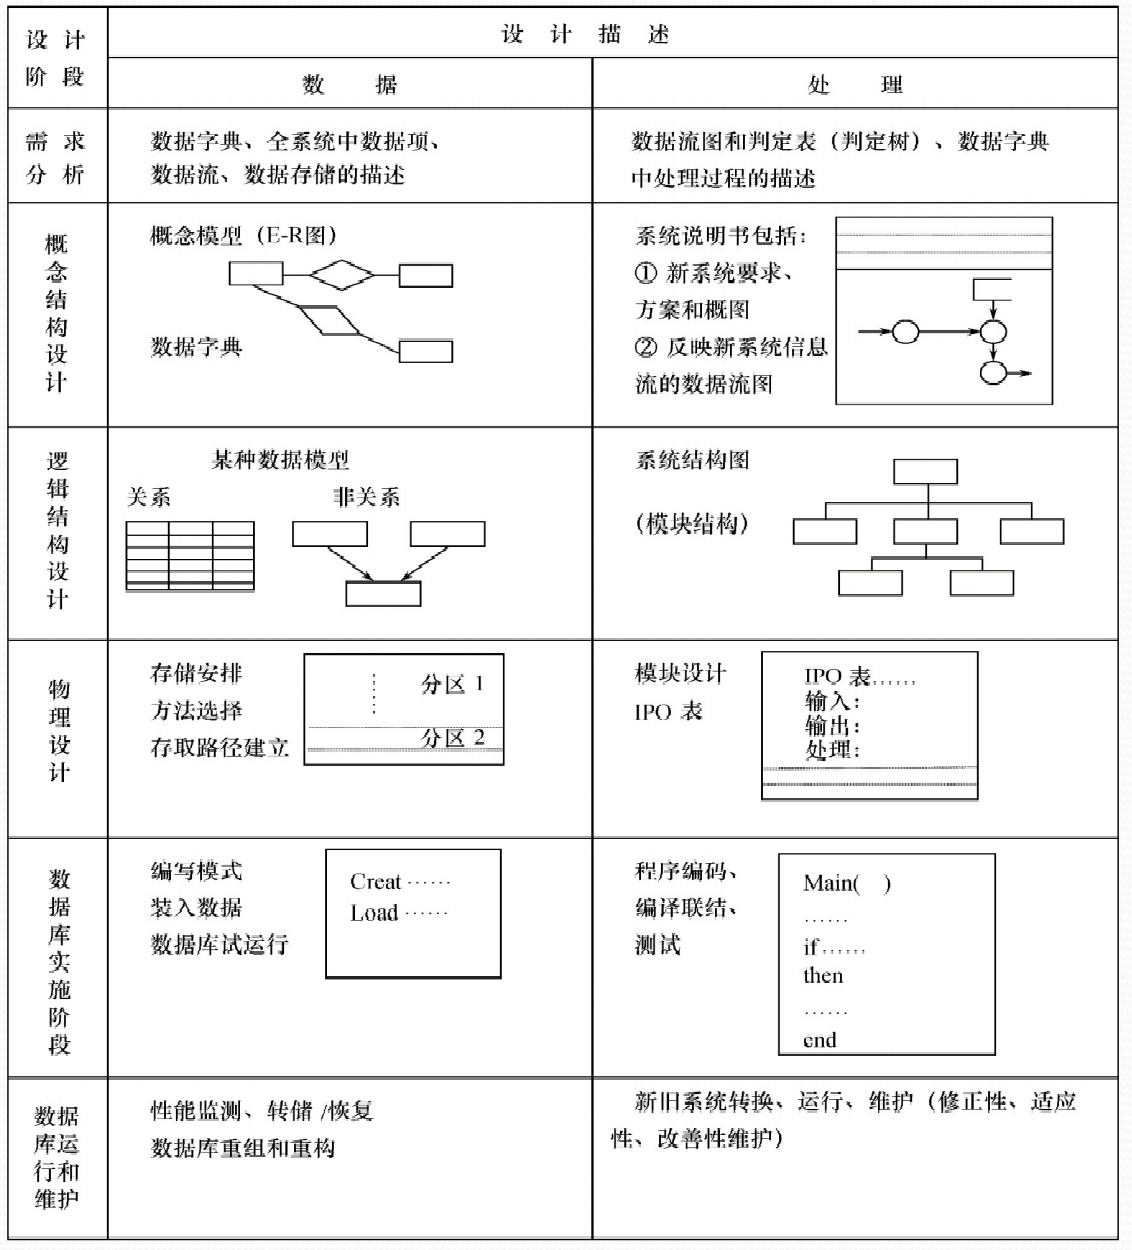 设计阶段
设 计 描 述
数 据
处 理
需 求
分 析
数据字典、全系统中数据项、
数据流、数据存储的描述
数据流图和判定表（判定树）、数据字典
中处理过程的描述
概念结构设计
概念模型（E-R图）
数据字典
系统说明书包括：
① 新系统要求、
方案和概图
② 反映新系统信息
流的数据流图
逻辑结构设计
某种数据模型
关系
非关系
系统结构图
（模块结构）
物理设计
存储安排
方法选择
存取路径建立
分区 1
分区 2
模块设计
IPO 表
IPO 表……
输入：
输出：
处理：
数据库实施阶段
编写模式
装入数据
数据库试运行
Creat ……
Load ……
程序编码、
编译联结、
测试
Main( )
……
if……
then
……
end
数据
库运
行和
维护
性能监测、转储 /恢复
数据库重组和重构
新旧系统转换、运行、维护（修正性、适应
性、改善性维护）